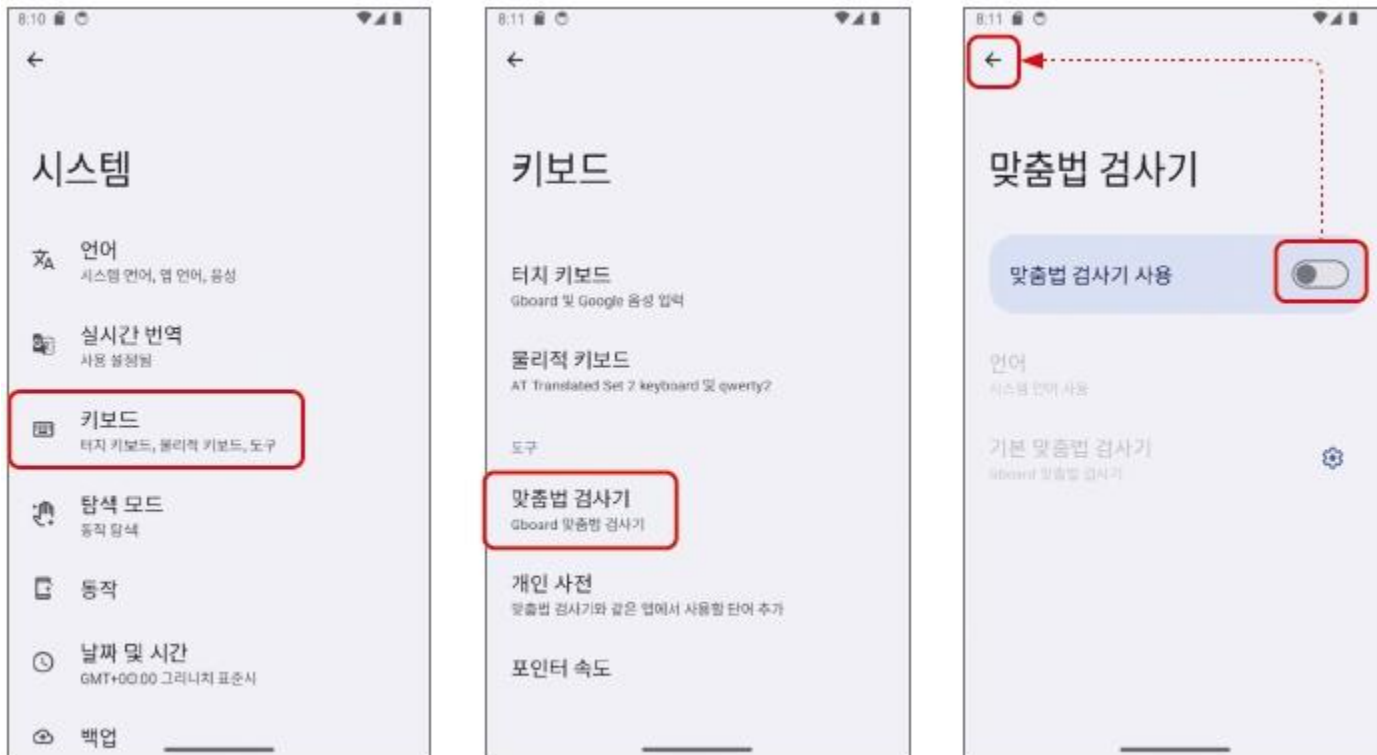 8:10
시스템
언어
시스템 언어, 앱 언어, 음성
실시간 번역
사용 설정됨
키보드
터치 키보드, 물리적 키보드, 도구
탐색 모드
동작 탐색
동작
날짜 및 시간
GMT+00:00 그리니치 표준시
백업
8:11
키보드
터치 키보드
Gboard 및 Google 음성 입력
물리적 키보드
AT Translated Set 2 keyboard 및 qwerty2
도구
맞춤법 검사기
Gboard 맞춤법 검사기
개인 사전
맞춤법 검사기와 같은 앱에서 사용할 단어 추가
포인터 속도
8:11
맞춤법 검사기
맞춤법 검사기 사용
언어
시스템 언어 사용
기본 맞춤법 검사기
Gboard 맞춤법 검사기